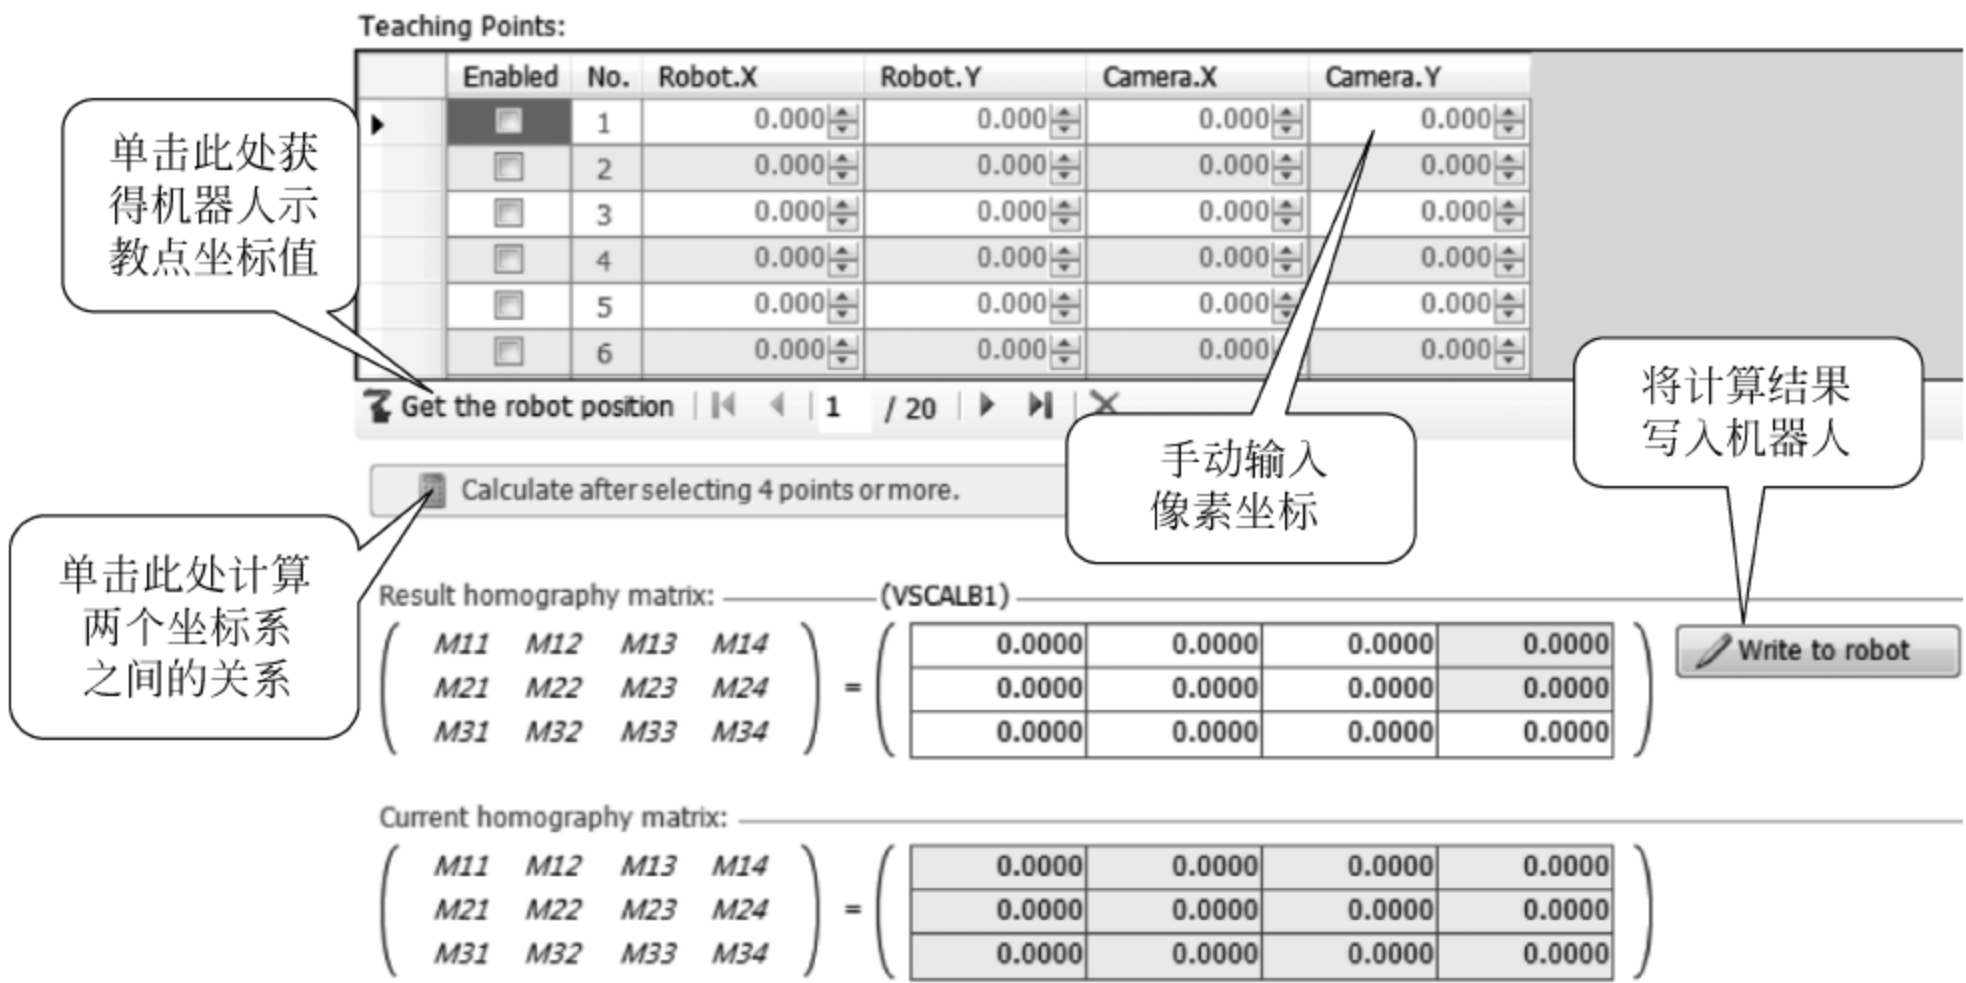 Teaching Points:
Enabled No. Robot.X Robot.Y Camera.X Camera.Y
1 0.000 0.000 0.000 0.000
2 0.000 0.000 0.000 0.000
3 0.000 0.000 0.000 0.000
4 0.000 0.000 0.000 0.000
5 0.000 0.000 0.000 0.000
6 0.000 0.000 0.000 0.000
单击此处获
得机器人示
教点坐标值
Get the robot position 1 / 20
手动输入
像素坐标
将计算结果
写入机器人
Calculate after selecting 4 points or more.
单击此处计算
两个坐标系
之间的关系
Result homography matrix: (VSCALB1)
M11 M12 M13 M14 0.0000 0.0000 0.0000 0.0000
M21 M22 M23 M24 = 0.0000 0.0000 0.0000 0.0000
M31 M32 M33 M34 0.0000 0.0000 0.0000 0.0000
Write to robot
Current homography matrix:
M11 M12 M13 M14 0.0000 0.0000 0.0000 0.0000
M21 M22 M23 M24 = 0.0000 0.0000 0.0000 0.0000
M31 M32 M33 M34 0.0000 0.0000 0.0000 0.0000